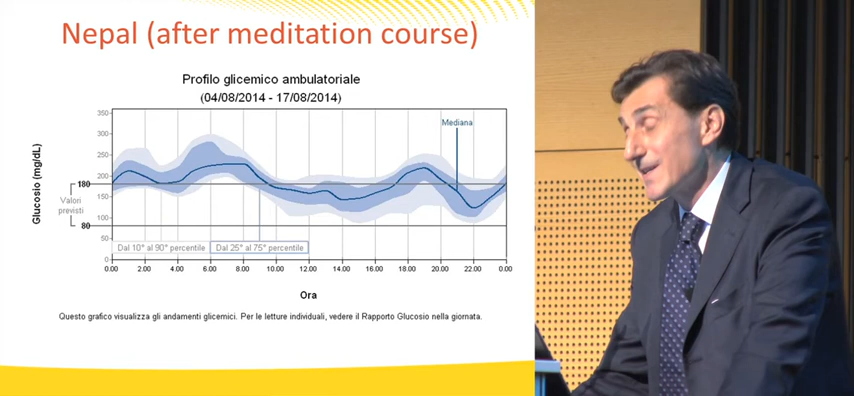 Nepal (after meditation course)
Profilo glicemico ambulatoriale
(04/08/2014 - 17/08/2014)
Glucosio (mg/dL)
350
300
250
200
180
150
100
80
50
0
Valori
previsti
Mediana
Dal 10° al 90° percentile
Dal 25° al 75° percentile
0.00 2.00 4.00 6.00 8.00 10.00 12.00 14.00 16.00 18.00 20.00 22.00 0.00
Ora
Questo grafico visualizza gli andamenti glicemici. Per le letture individuali, vedere il Rapporto Glucosio nella giornata.